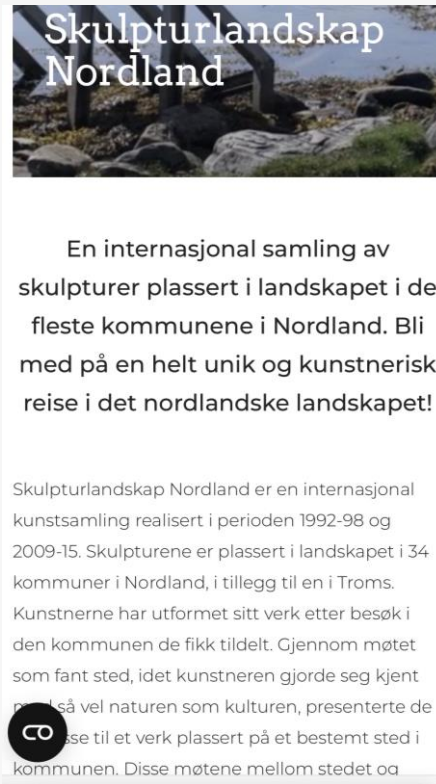 Skulpturlandskap
Nordland
En internasjonal samling av
skulpturer plassert i landskapet i de
fleste kommunene i Nordland. Bli
med på en helt unik og kunstnerisk
reise i det nordlandske landskapet!
Skulpturlandskap Nordland er en internasjonal
kunstsamling realisert i perioden 1992-98 og
2009-15. Skulpturene er plassert i landskapet i 34
kommuner i Nordland, i tillegg til en i Troms.
Kunstnerne har utformet sitt verk etter besøk i
den kommunen de fikk tildelt. Gjennom møtet
som fant sted, idet kunstneren gjorde seg kjent
så vel naturen som kulturen, presenterte de
til et verk plassert på et bestemt sted i
kommunen. Disse møtene mellom stedet og